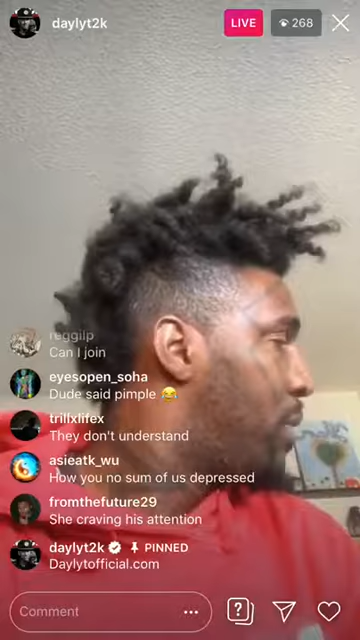 daylyt2k
LIVE
268
reggilp
Can I join
eyesopen_soha
Dude said pimple 😂
trillxlifex
They don't understand
asieatk_wu
How you no sum of us depressed
fromthefuture29
She craving his attention
daylyt2k PINNED
Daylytofficial.com
Comment